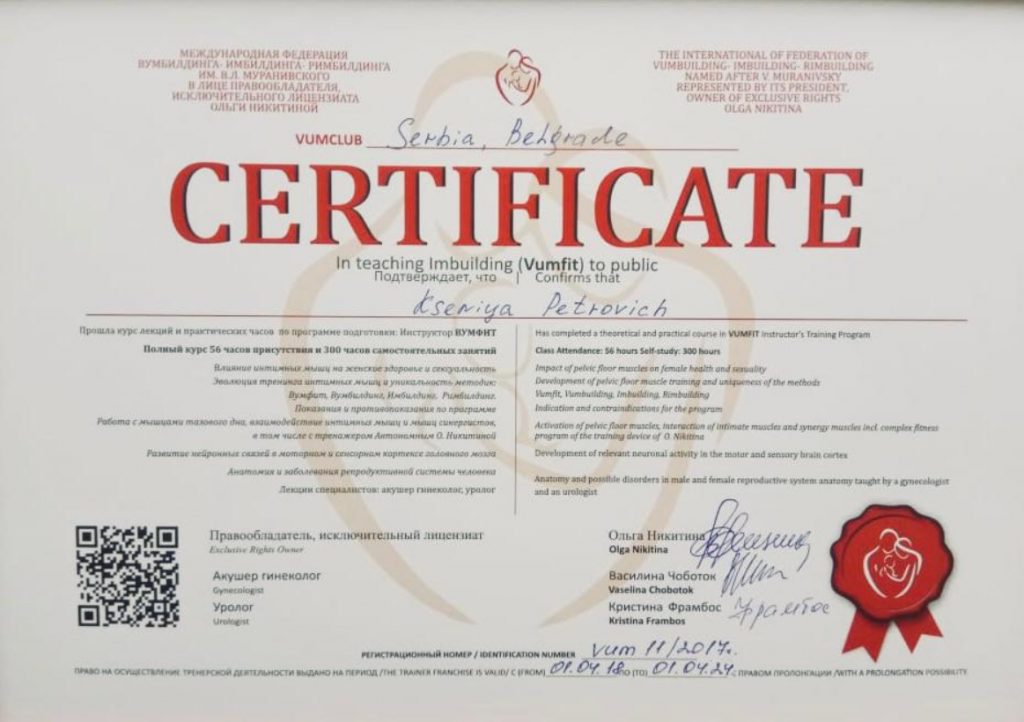 МЕЖДУНАРОДНАЯ ФЕДЕРАЦИЯ
ВУМБИЛДИНГА- ИМБИЛДИНГА- РИМБИЛДИНГА
ИМ. В.Л. МУРАНИВСКОГО
В ЛИЦЕ ПРАВООБЛАДАТЕЛЯ,
ИСКЛЮЧИТЕЛЬНОГО ЛИЦЕНЗИАТА
ОЛЬГИ НИКИТИНОЙ
THE INTERNATIONAL OF FEDERATION OF
VUMBUILDING- IMBUILDING- RIMBUILDING
NAMED AFTER V. MURANIVSKY
REPRESENTED BY ITS PRESIDENT,
OWNER OF EXCLUSIVE RIGHTS
OLGA NIKITINA
VUMCLUB Serbia, Belgrade
CERTIFICATE
In teaching Imbuilding (Vumfit) to public
Подтверждает, что | Confirms that
Kseniya Petrovich
Прошла курс лекций и практических часов по программе подготовки: Инструктор ВУМФИТ
Полный курс 56 часов присутствия и 300 часов самостоятельных занятий
Влияние интимных мышц на женское здоровье и сексуальность
Эволюция тренинга интимных мышц и уникальность методик:
Вумфит, Вумбилдинг, Имбилдинг. Римбилдинг.
Показания и противопоказания по программе
Работа с мышцами тазового дна, взаимодействие интимных мышц и мышц синергистов,
в том числе с тренажером Автономным О. Никитиной
Развитие нейронных связей в моторном и сенсорном кортексе головного мозга
Анатомия и заболевания репродуктивной системы человека
Лекции специалистов: акушер гинеколог, уролог
Has completed a theoretical and practical course in VUMFIT Instructor's Training Program
Class Attendance: 56 hours Self-study: 300 hours
Impact of pelvic floor muscles on female health and sexuality
Development of pelvic floor muscle training and uniqueness of the methods
Vumfit, Vumbuilding, Imbuilding, Rimbuilding
Indication and contraindications for the program
Activation of pelvic floor muscles, interaction of intimate muscles and synergy muscles incl. complex fitness
program of the training device of O. Nikitina
Development of relevant neuronal activity in the motor and sensory brain cortex
Anatomy and possible disorders in male and female reproductive system anatomy taught by a gynecologist
and an urologist
Правообладатель, исключительный лицензиат
Exclusive Rights Owner
Ольга Никитина
Olga Nikitina
Акушер гинеколог
Gynecologist
Василина Чоботок
Vaselina Chobotok
Уролог
Urologist
Кристина Фрамбос
Kristina Frambos
РЕГИСТРАЦИОННЫЙ НОМЕР / IDENTIFICATION NUMBER vum 11/2017г.
ПРАВО НА ОСУЩЕСТВЛЕНИЕ ТРЕНЕРСКОЙ ДЕЯТЕЛЬНОСТИ ВЫДАНО НА ПЕРИОД /THE TRAINER FRANCHISE IS VALID/ С (FROM) 01.04.18 ПО (TO) 01.04.24 С ПРАВОМ ПРОЛОНГАЦИИ /WITH A PROLONGATION POSSIBILITY